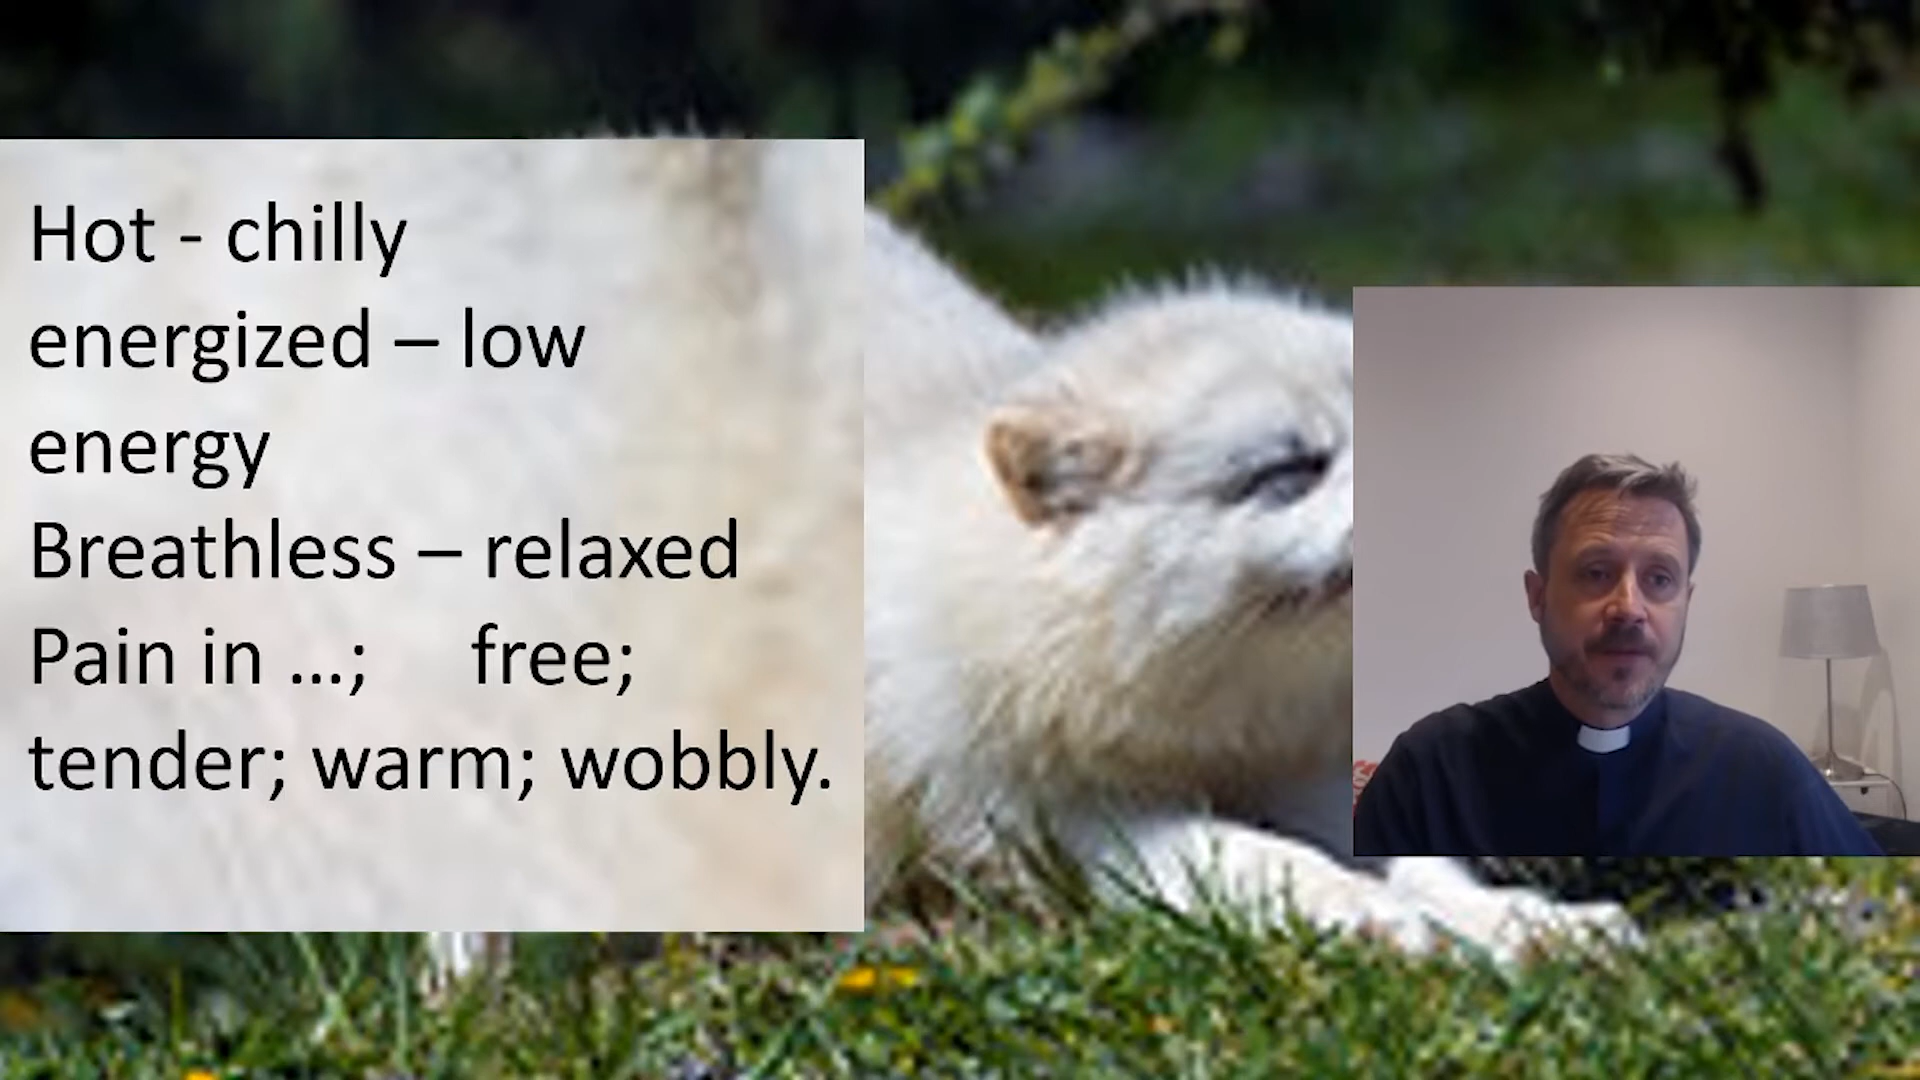 Hot - chilly
energized – low
energy
Breathless – relaxed
Pain in ...; free;
tender; warm; wobbly.